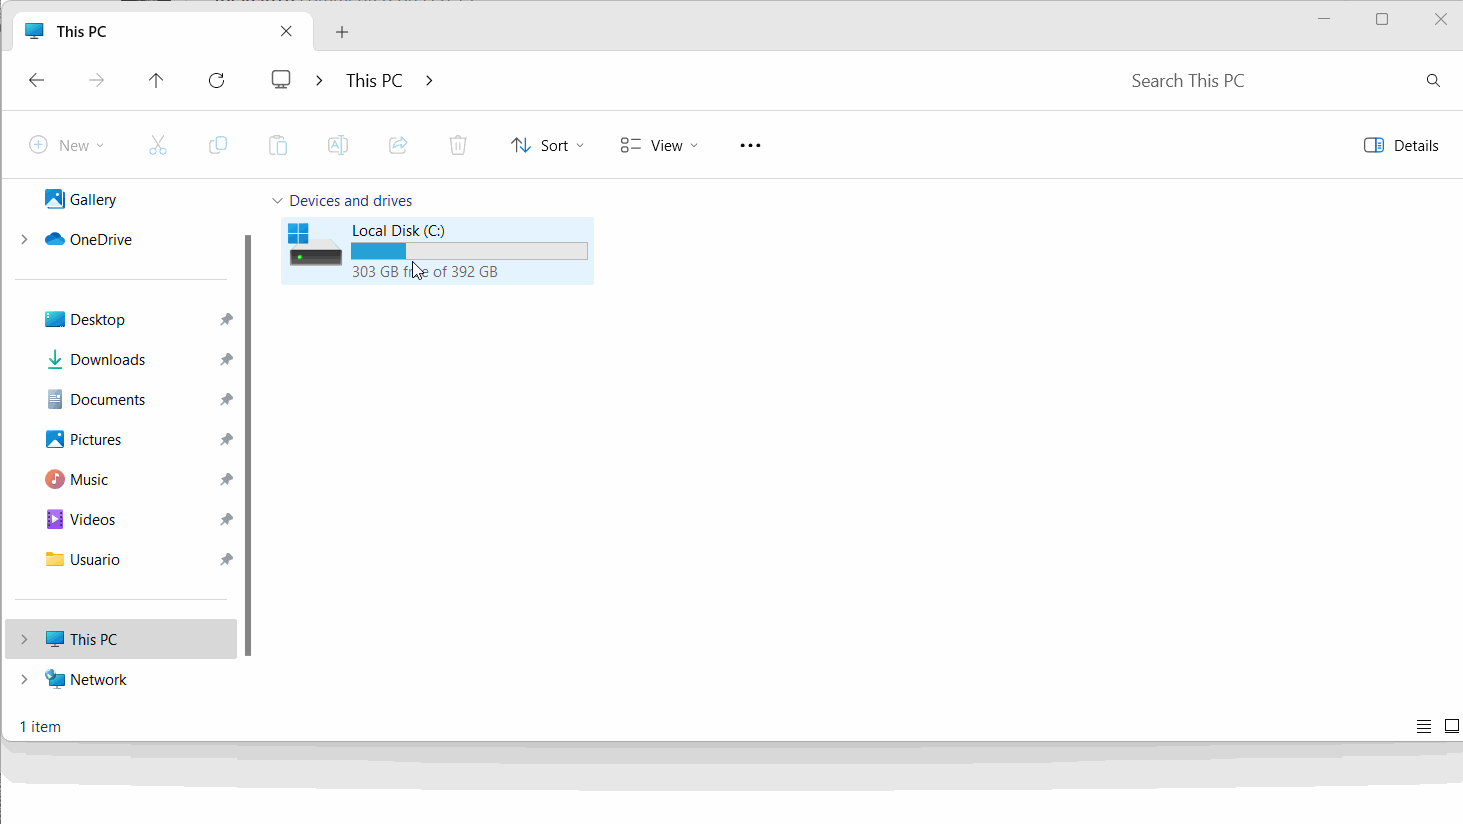 This PC
This PC
Search This PC
New
Sort
View
Details
Gallery
OneDrive
Desktop
Downloads
Documents
Pictures
Music
Videos
Usuario
This PC
Network
Devices and drives
Local Disk (C:)
303 GB free of 392 GB
1 item